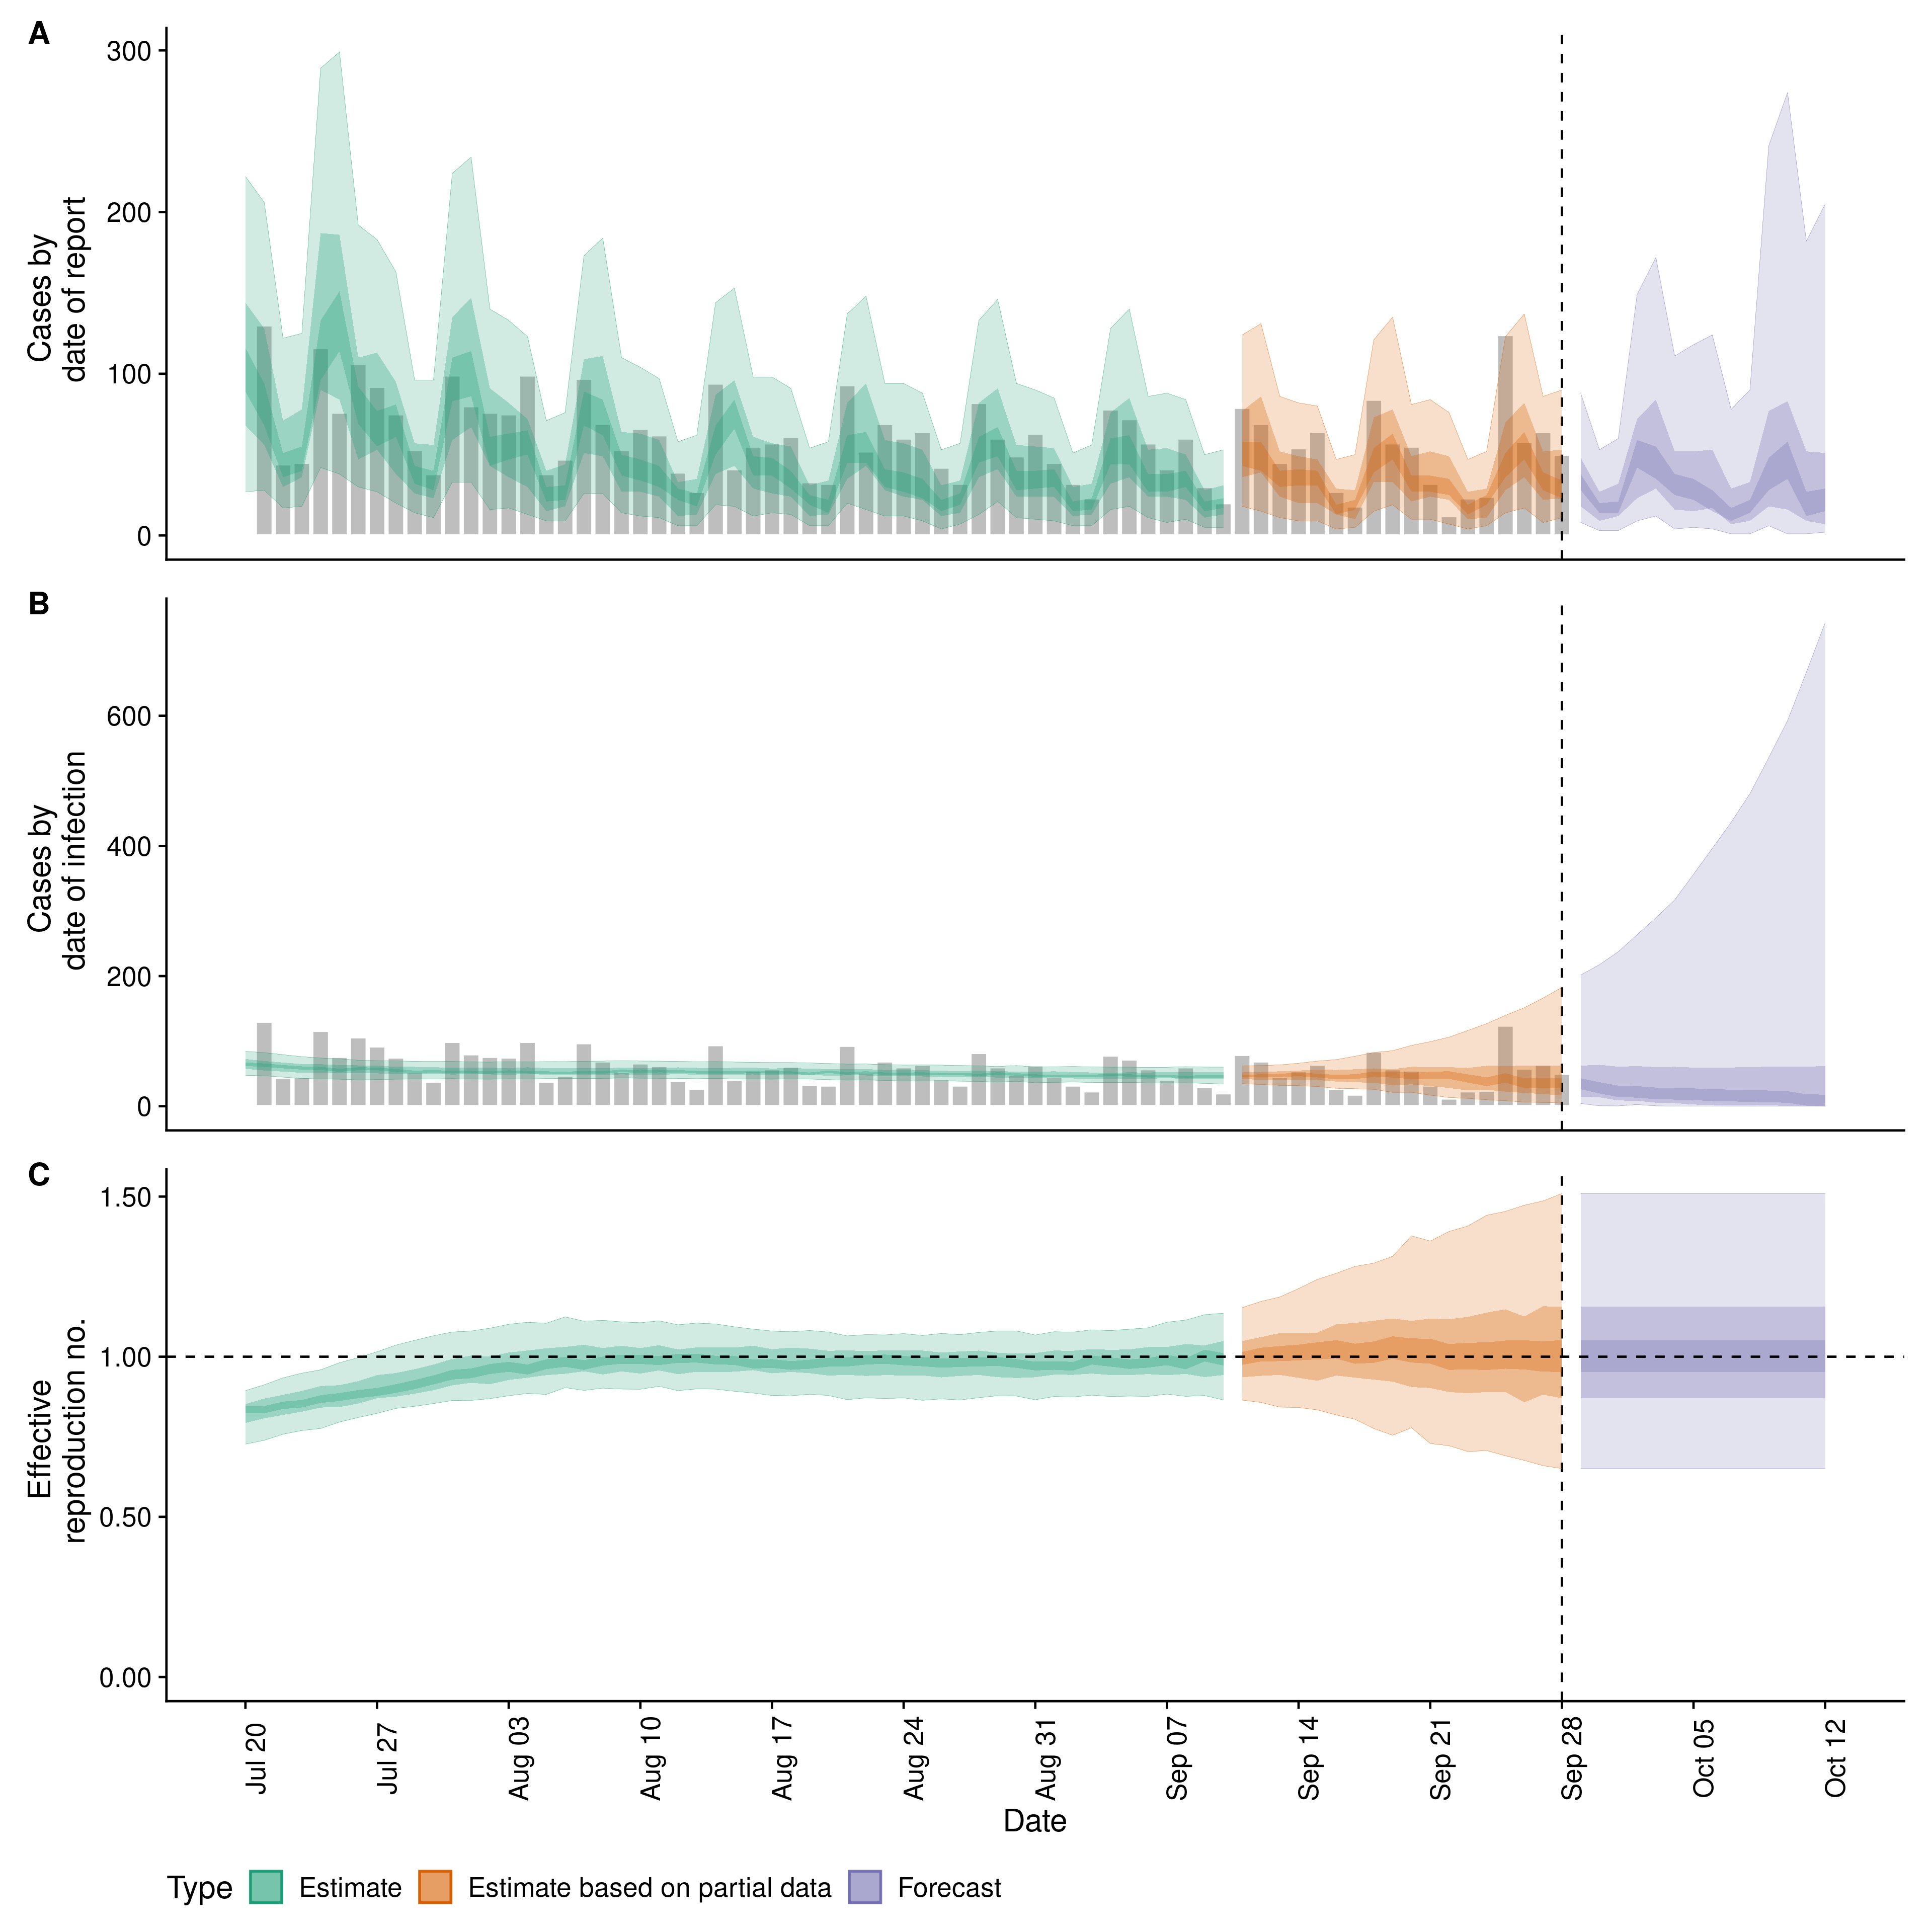 A
300
200
100
0
Cases by
date of report
B
600
400
200
0
Cases by
date of infection
C
1.50
1.00
0.50
0.00
Effective
reproduction no.
Jul 20
Jul 27
Aug 03
Aug 10
Aug 17
Aug 24
Aug 31
Sep 07
Sep 14
Sep 21
Sep 28
Oct 05
Oct 12
Date
Type Estimate Estimate based on partial data Forecast